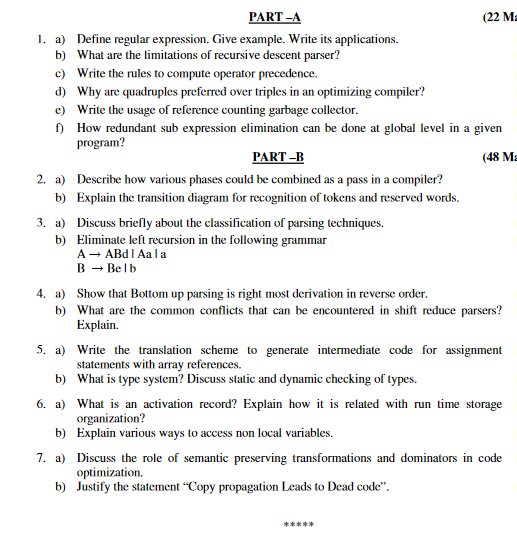 PART –A (22 Ma
1. a) Define regular expression. Give example. Write its applications.
b) What are the limitations of recursive descent parser?
c) Write the rules to compute operator precedence.
d) Why are quadruples preferred over triples in an optimizing compiler?
e) Write the usage of reference counting garbage collector.
f) How redundant sub expression elimination can be done at global level in a given
program?
PART –B (48 Ma
2. a) Describe how various phases could be combined as a pass in a compiler?
b) Explain the transition diagram for recognition of tokens and reserved words.
3. a) Discuss briefly about the classification of parsing techniques.
b) Eliminate left recursion in the following grammar
A → ABd | Aa | a
B → Be | b
4. a) Show that Bottom up parsing is right most derivation in reverse order.
b) What are the common conflicts that can be encountered in shift reduce parsers?
Explain.
5. a) Write the translation scheme to generate intermediate code for assignment
statements with array references.
b) What is type system? Discuss static and dynamic checking of types.
6. a) What is an activation record? Explain how it is related with run time storage
organization?
b) Explain various ways to access non local variables.
7. a) Discuss the role of semantic preserving transformations and dominators in code
optimization.
b) Justify the statement “Copy propagation Leads to Dead code”.
*****